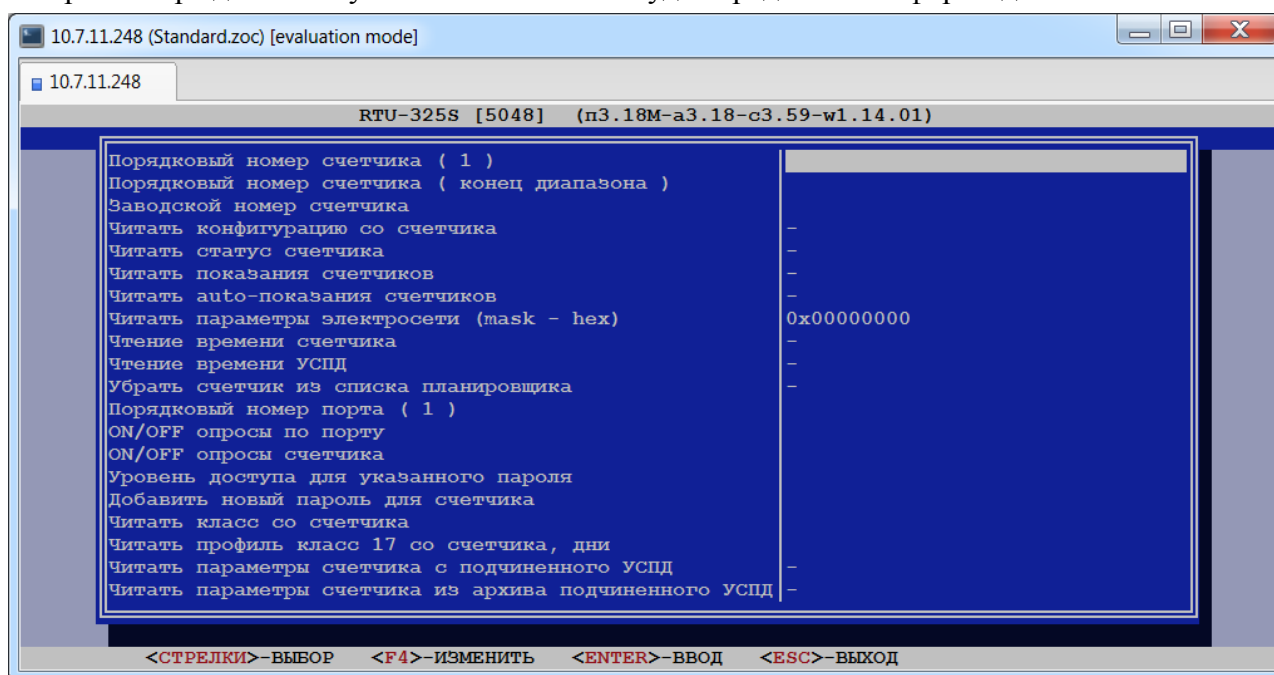 10.7.11.248 (Standard.zoc) [evaluation mode]
10.7.11.248
RTU-325S [5048] (п3.18М-а3.18-с3.59-w1.14.01)
Порядковый номер счетчика ( 1 )
Порядковый номер счетчика ( конец диапазона )
Заводской номер счетчика
Читать конфигурацию со счетчика -
Читать статус счетчика -
Читать показания счетчиков -
Читать auto-показания счетчиков -
Читать параметры электросети (mask - hex) 0x00000000
Чтение времени счетчика -
Чтение времени УСПД -
Убрать счетчик из списка планировщика -
Порядковый номер порта ( 1 )
ON/OFF опросы по порту
ON/OFF опросы счетчика
Уровень доступа для указанного пароля
Добавить новый пароль для счетчика
Читать класс со счетчика
Читать профиль класс 17 со счетчика, дни
Читать параметры счетчика с подчиненного УСПД -
Читать параметры счетчика из архива подчиненного УСПД -
<СТРЕЛКИ>-ВЫБОР <F4>-ИЗМЕНИТЬ <ENTER>-ВВОД <ESC>-ВЫХОД